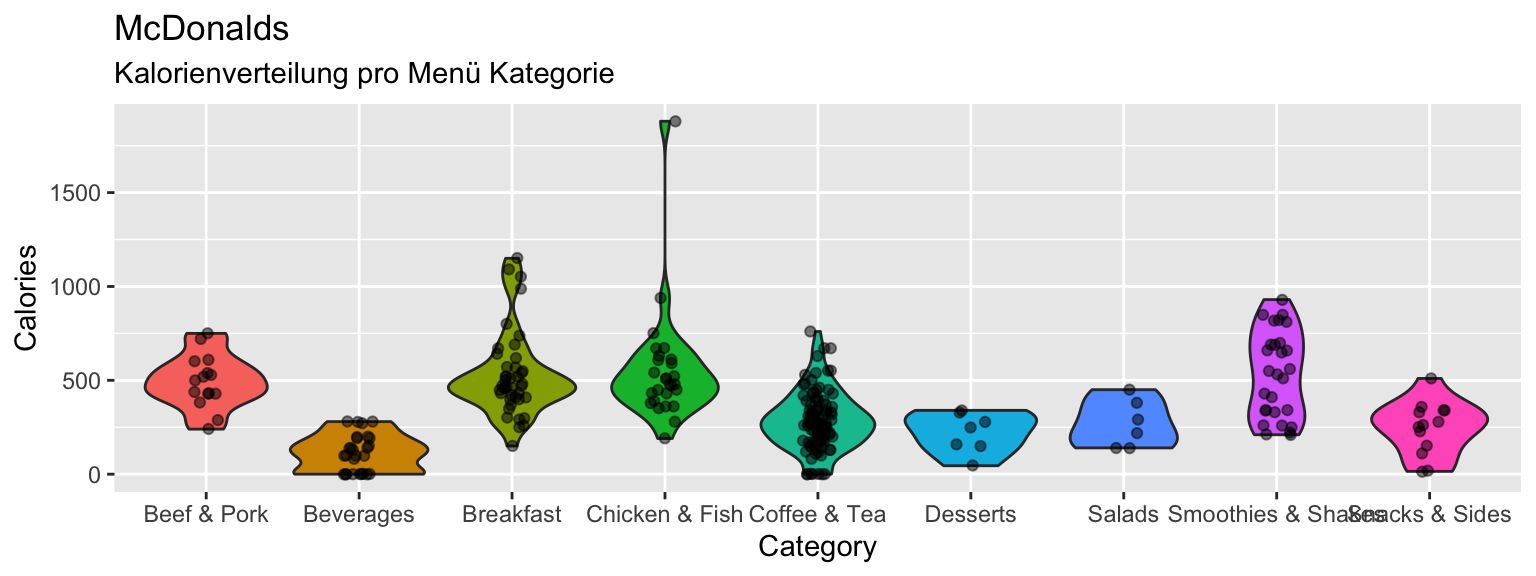 McDonalds
Kalorienverteilung pro Menü Kategorie
Calories
1500
1000
500
0
Beef & Pork Beverages Breakfast Chicken & Fish Coffee & Tea Desserts Salads Smoothies & Shakes Snacks & Sides
Category